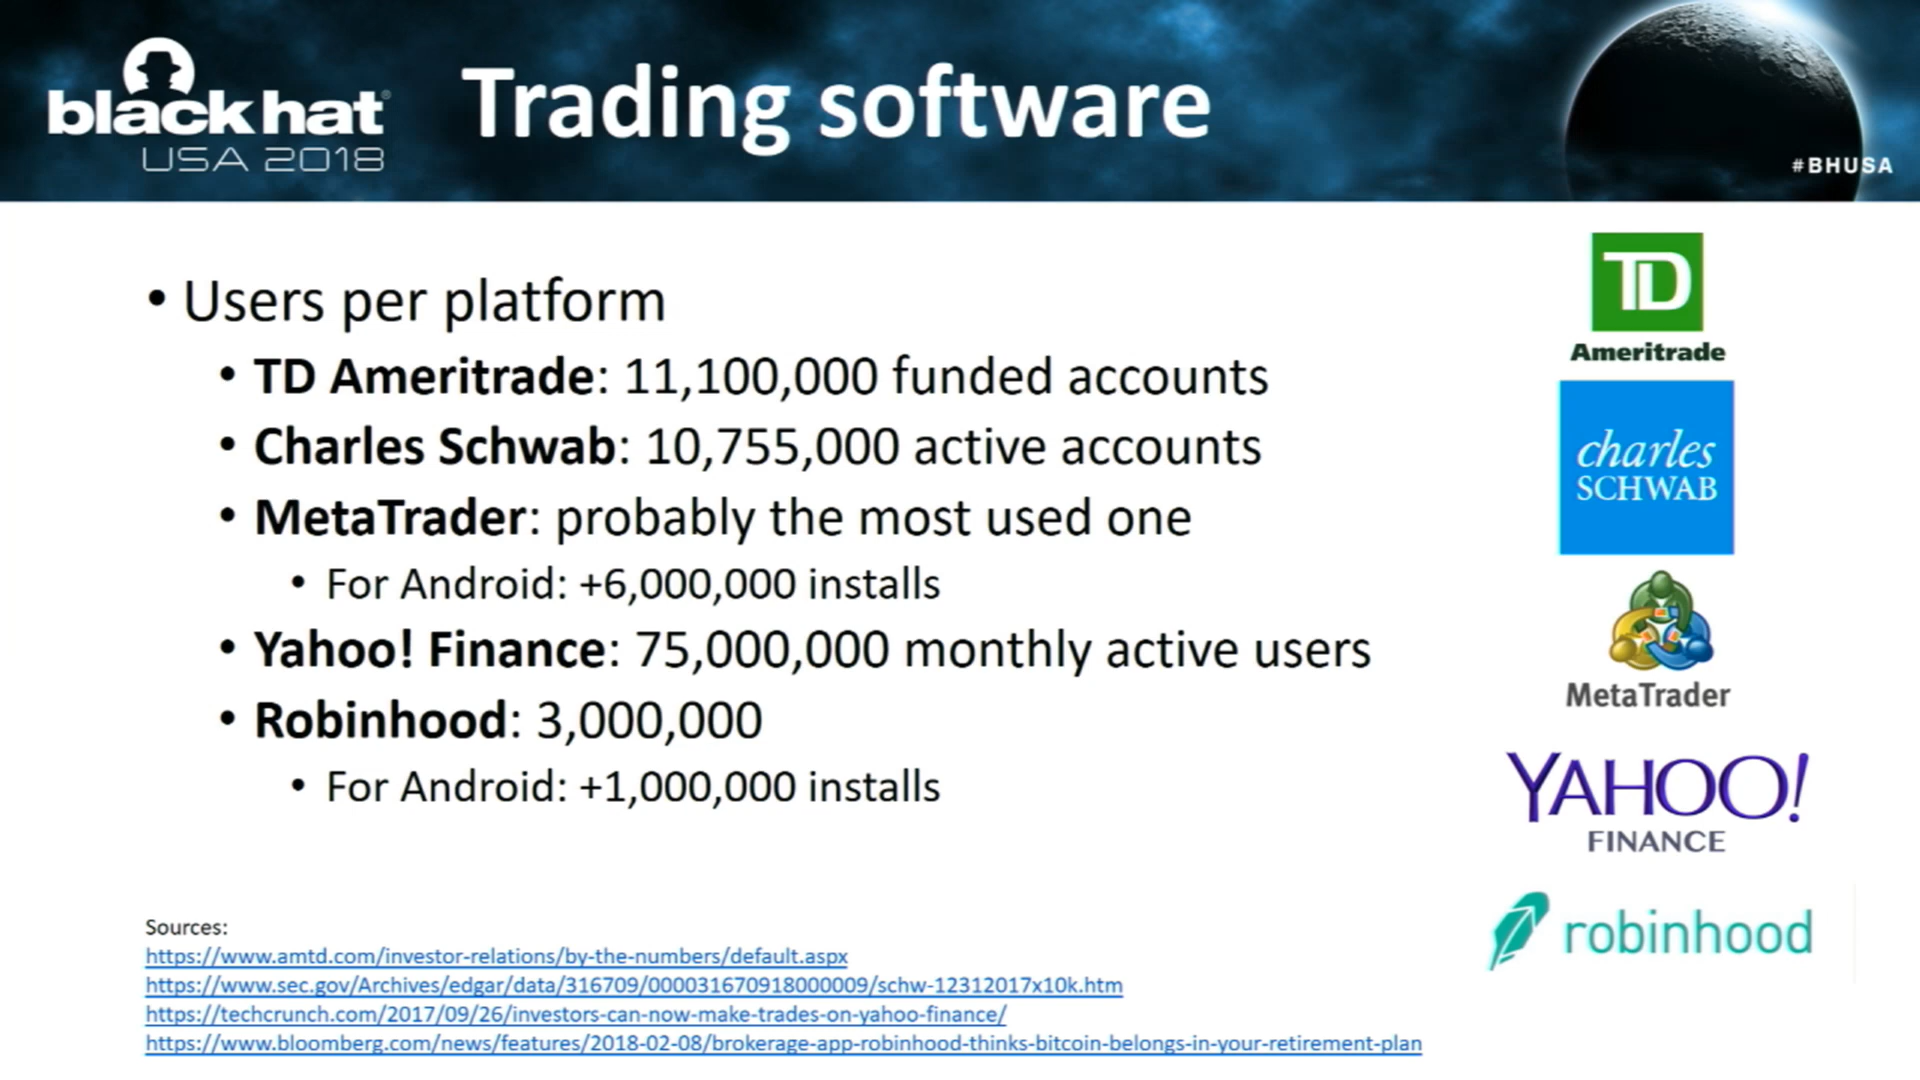 black hat®
USA 2018
Trading software
#BHUSA
• Users per platform
• TD Ameritrade: 11,100,000 funded accounts
• Charles Schwab: 10,755,000 active accounts
• MetaTrader: probably the most used one
• For Android: +6,000,000 installs
• Yahoo! Finance: 75,000,000 monthly active users
• Robinhood: 3,000,000
• For Android: +1,000,000 installs
TD
Ameritrade
charles
SCHWAB
MetaTrader
YAHOO!
FINANCE
robinhood
Sources:
https://www.amtd.com/investor-relations/by-the-numbers/default.aspx
https://www.sec.gov/Archives/edgar/data/316709/000031670918000009/schw-12312017x10k.htm
https://techcrunch.com/2017/09/26/investors-can-now-make-trades-on-yahoo-finance/
https://www.bloomberg.com/news/features/2018-02-08/brokerage-app-robinhood-thinks-bitcoin-belongs-in-your-retirement-plan